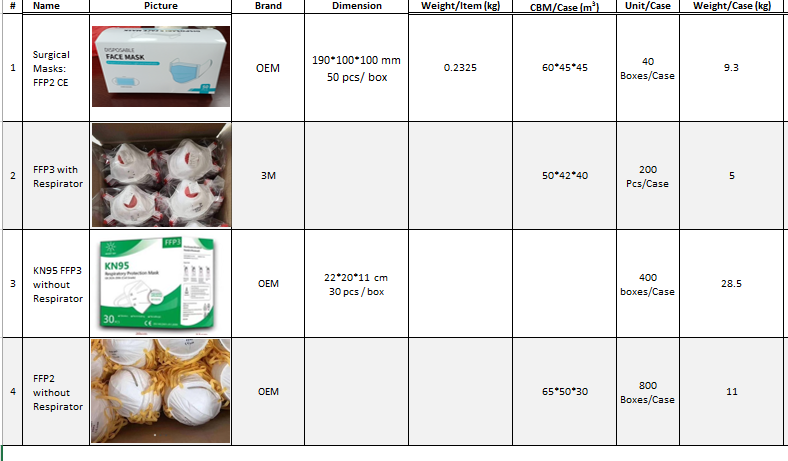 # Name Picture Brand Dimension Weight/Item (kg) CBM/Case (m³) Unit/Case Weight/Case (kg)
1
Surgical
Masks:
FFP2 CE
DISPOSABLE
FACE MASK
OEM
190*100*100 mm
50 pcs/ box
0.2325
60*45*45
40
Boxes/Case
9.3
2
FFP3 with
Respirator
3M
50*42*40
200
Pcs/Case
5
3
KN95 FFP3
without
Respirator
FFP3
KN95
Respiratory Protection Mask
30
CE
OEM
22*20*11 cm
30 pcs / box
400
boxes/Case
28.5
4
FFP2
without
Respirator
OEM
65*50*30
800
Boxes/Case
11